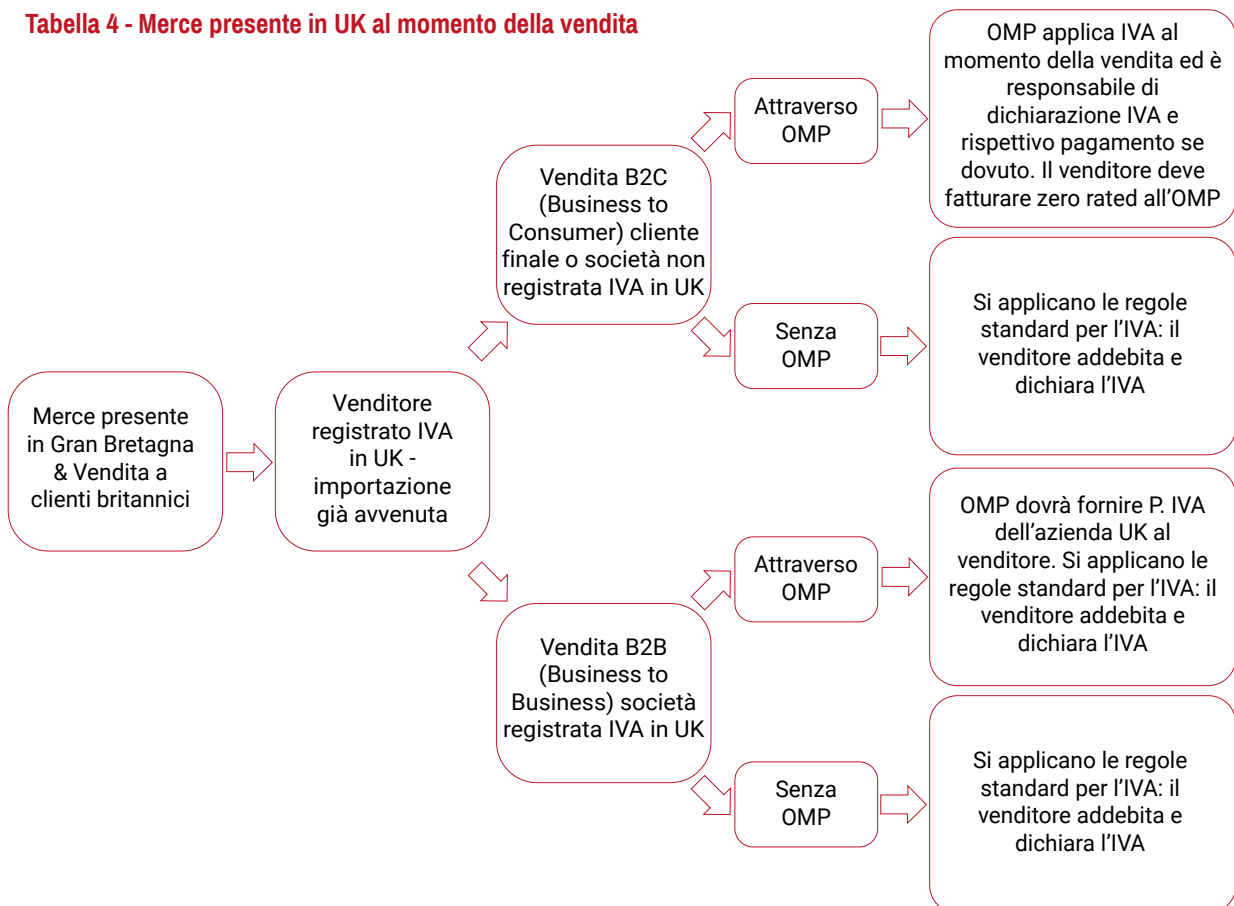 Tabella 4 - Merce presente in UK al momento della vendita
Merce presente
in Gran Bretagna
& Vendita a
clienti britannici
Venditore
registrato IVA
in UK -
importazione
già avvenuta
Vendita B2C
(Business to
Consumer) cliente
finale o società non
registrata IVA in UK
Attraverso
OMP
OMP applica IVA al
momento della vendita ed è
responsabile di
dichiarazione IVA e
rispettivo pagamento se
dovuto. Il venditore deve
fatturare zero rated all’OMP
Senza
OMP
Si applicano le regole
standard per l’IVA: il
venditore addebita e
dichiara l’IVA
Vendita B2B
(Business to
Business) società
registrata IVA in UK
Attraverso
OMP
OMP dovrà fornire P. IVA
dell’azienda UK al
venditore. Si applicano le
regole standard per l’IVA: il
venditore addebita e
dichiara l’IVA
Senza
OMP
Si applicano le regole
standard per l’IVA: il
venditore addebita e
dichiara l’IVA